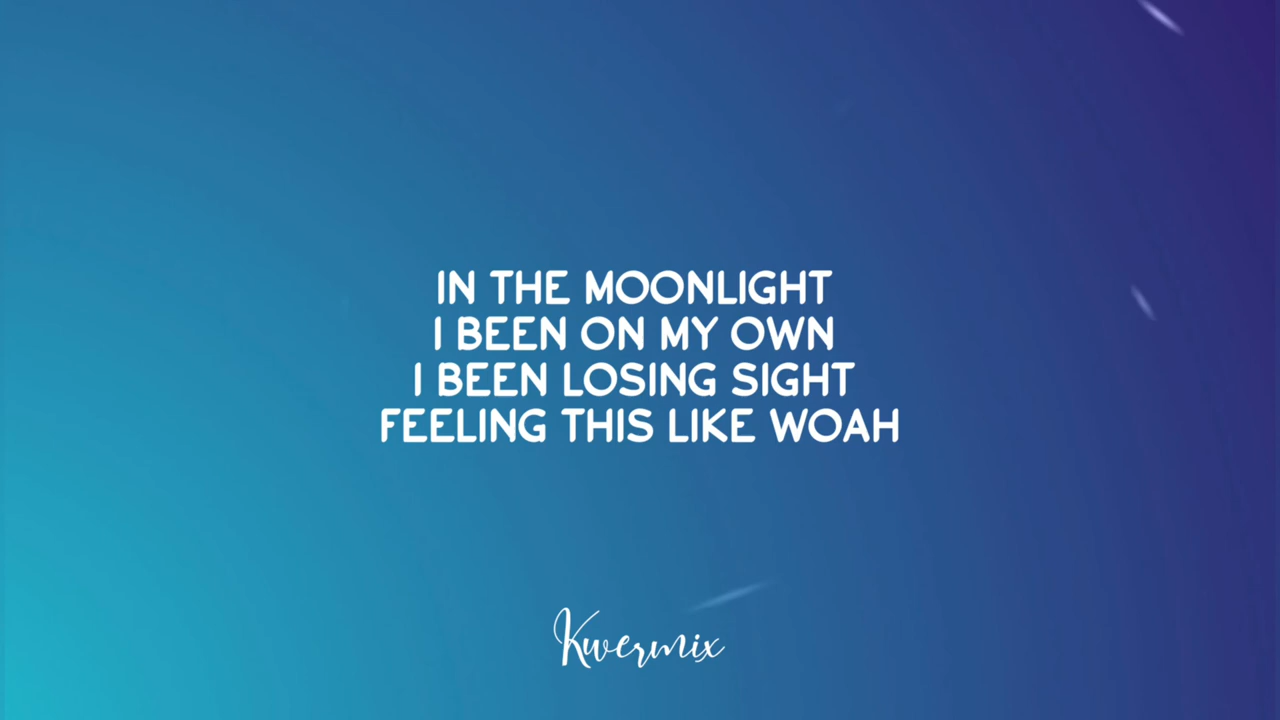 IN THE MOONLIGHT
I BEEN ON MY OWN
I BEEN LOSING SIGHT
FEELING THIS LIKE WOAH
Kwermix